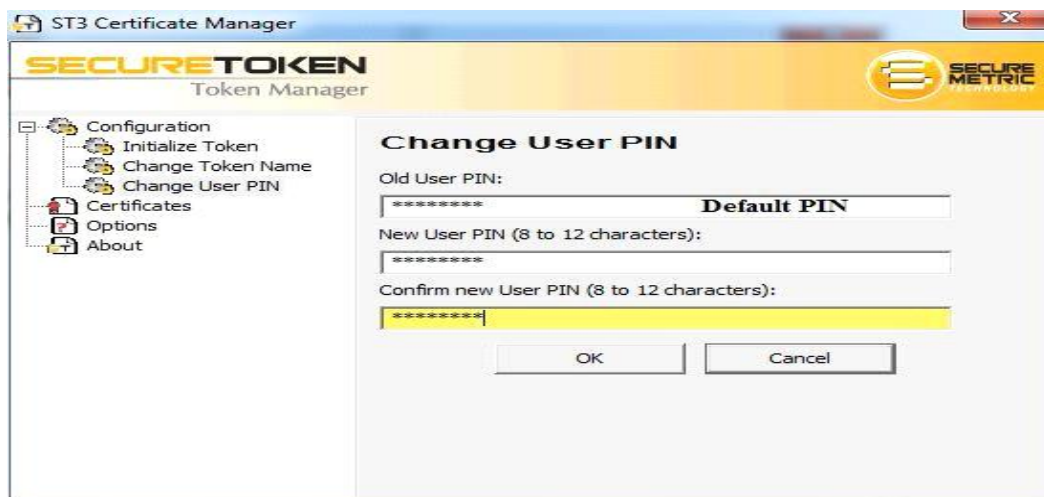 ST3 Certificate Manager
SECURETOKEN
Token Manager
SECURE
METRIC
TECHNOLOGY
Configuration
Initialize Token
Change Token Name
Change User PIN
Certificates
Options
About
Change User PIN
Old User PIN:
******** Default PIN
New User PIN (8 to 12 characters):
********
Confirm new User PIN (8 to 12 characters):
********
OK Cancel